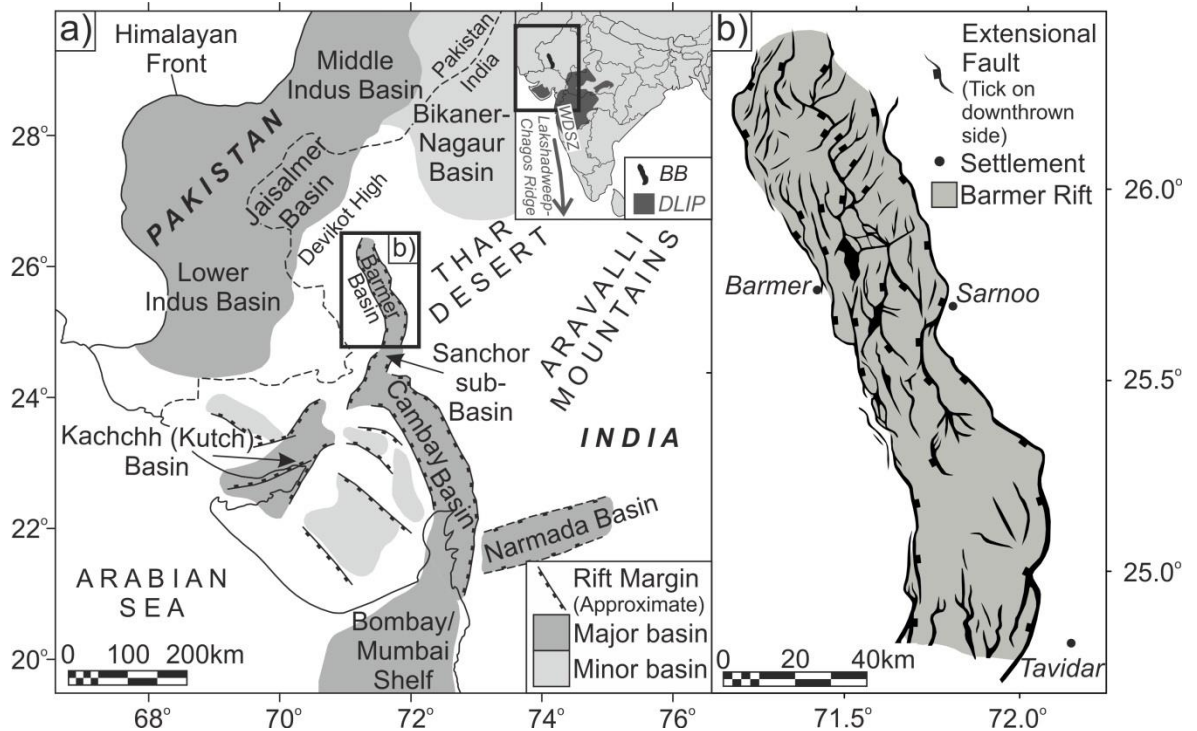 a)
Himalayan
Front
Middle
Indus Basin
Pakistan
India
Bikaner-
Nagaur
Basin
PAKISTAN
Jaisalmer
Basin
Devikot High
Lower
Indus Basin
b)
Barmer
Basin
THAR
DESERT
ARAVALLI
MOUNTAINS
Sanchor
sub-
Basin
Cambay
Basin
Kachchh (Kutch)
Basin
INDIA
Narmada Basin
ARABIAN
SEA
Bombay/
Mumbai
Shelf
WDSZ
Lakshadweep-
Chagos Ridge
BB
DLIP
Rift Margin
(Approximate)
Major basin
Minor basin
0 100 200km
28°
26°
24°
22°
20°
68° 70° 72° 74° 76°
b)
Extensional
Fault
(Tick on
downthrown
side)
Settlement
Barmer Rift
Barmer
Sarnoo
Tavidar
26.0°
25.5°
25.0°
0 20 40km
71.5° 72.0°